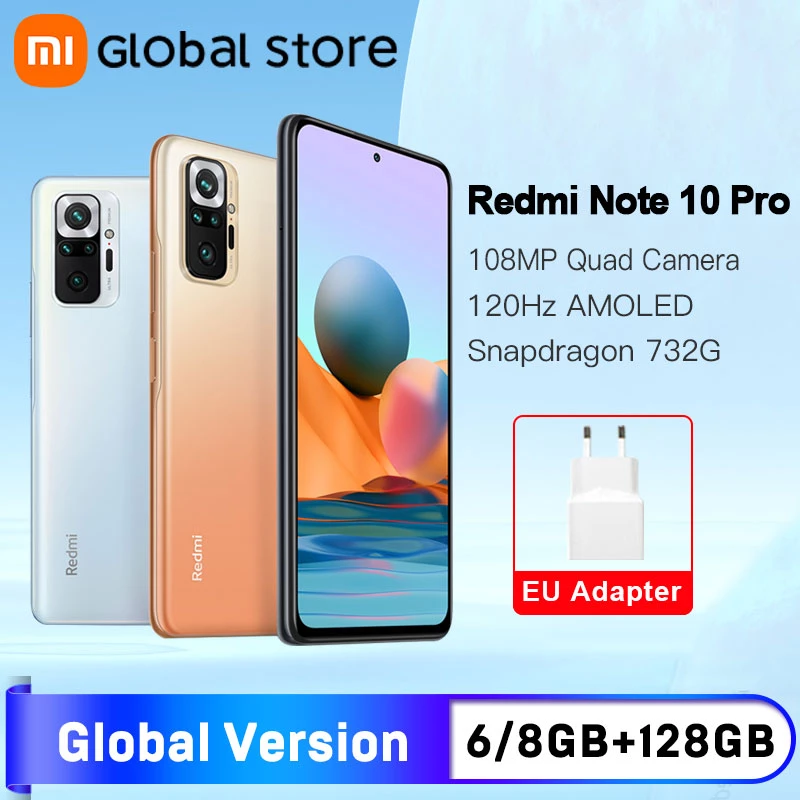 mi Global store
Redmi Note 10 Pro
108MP Quad Camera
120Hz AMOLED
Snapdragon 732G
Redmi
Redmi
EU Adapter
Global Version
6/8GB+128GB